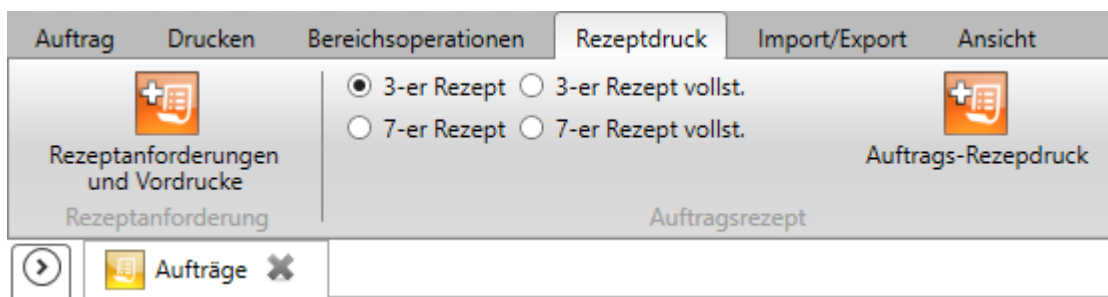 Auftrag Drucken Bereichsoperationen Rezeptdruck Import/Export Ansicht
3-er Rezept 3-er Rezept vollst.
7-er Rezept 7-er Rezept vollst.
Rezeptanforderungen
und Vordrucke
Auftrags-Rezepdruck
Rezeptanforderung Auftragsrezept
Aufträge